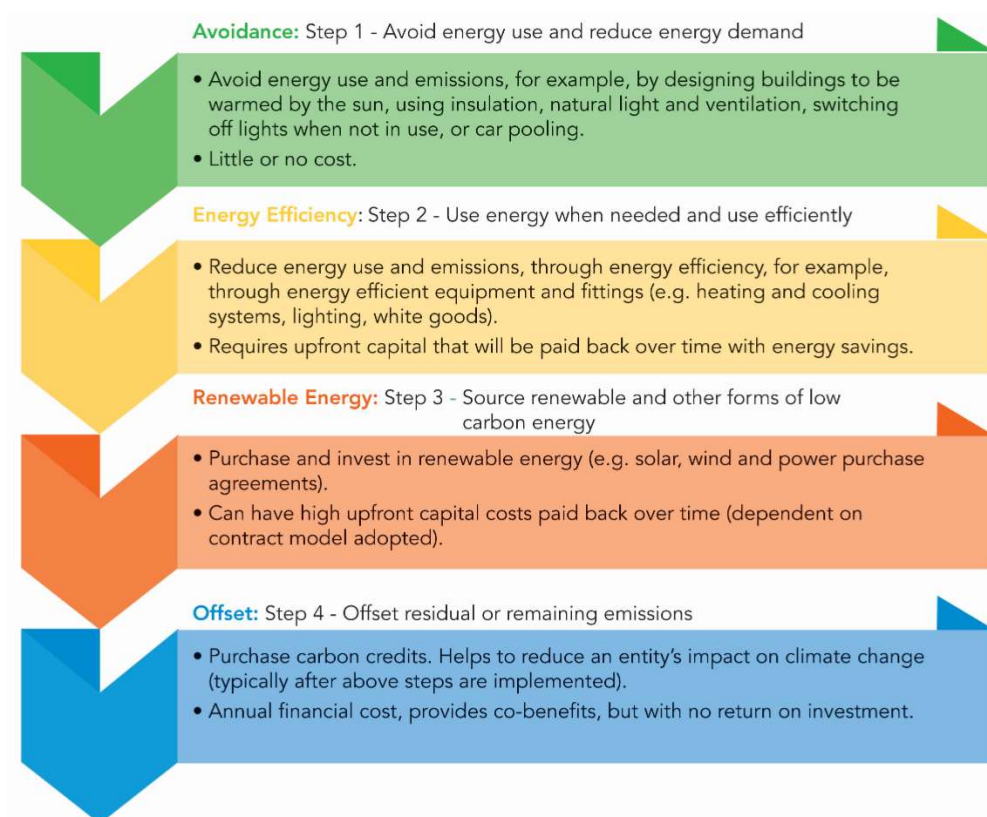 Avoidance: Step 1 - Avoid energy use and reduce energy demand
• Avoid energy use and emissions, for example, by designing buildings to be
warmed by the sun, using insulation, natural light and ventilation, switching
off lights when not in use, or car pooling.
• Little or no cost.
Energy Efficiency: Step 2 - Use energy when needed and use efficiently
• Reduce energy use and emissions, through energy efficiency, for example,
through energy efficient equipment and fittings (e.g. heating and cooling
systems, lighting, white goods).
• Requires upfront capital that will be paid back over time with energy savings.
Renewable Energy: Step 3 - Source renewable and other forms of low
carbon energy
• Purchase and invest in renewable energy (e.g. solar, wind and power purchase
agreements).
• Can have high upfront capital costs paid back over time (dependent on
contract model adopted).
Offset: Step 4 - Offset residual or remaining emissions
• Purchase carbon credits. Helps to reduce an entity's impact on climate change
(typically after above steps are implemented).
• Annual financial cost, provides co-benefits, but with no return on investment.